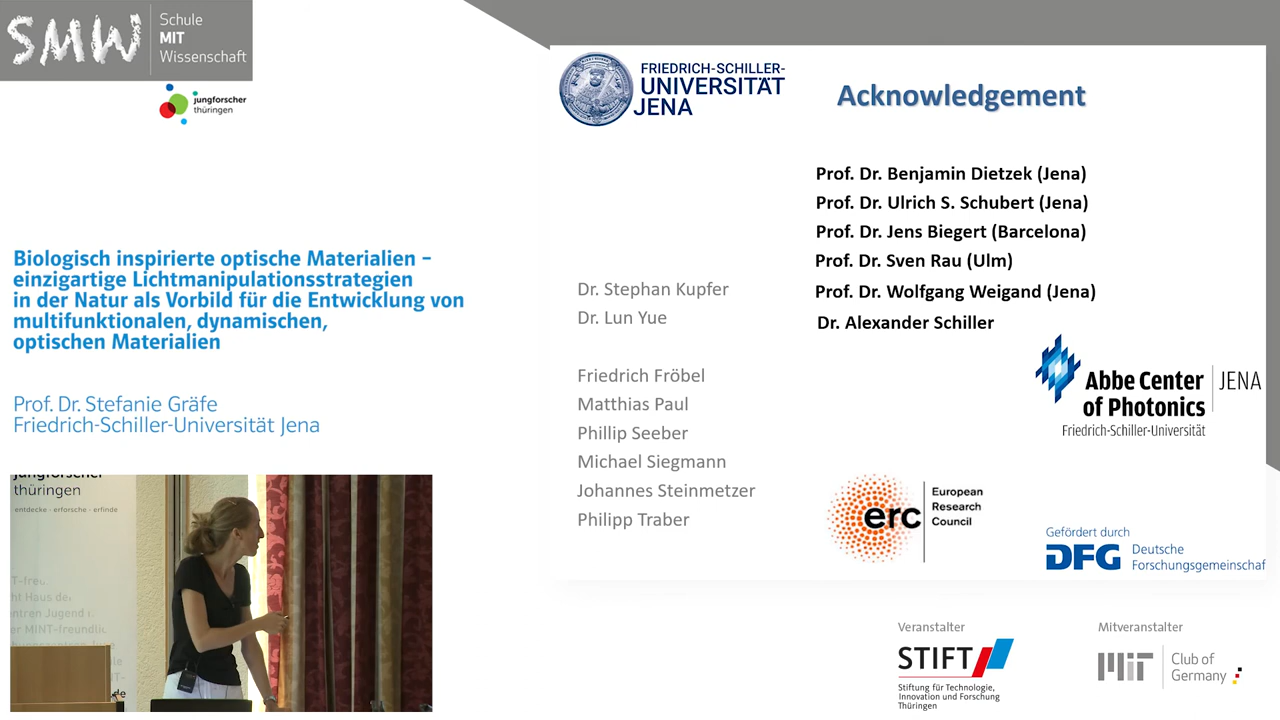 SMW
Schule
MIT
Wissenschaft
jungforscher
thüringen
Biologisch inspirierte optische Materialien –
einzigartige Lichtmanipulationsstrategien
in der Natur als Vorbild für die Entwicklung von
multifunktionalen, dynamischen,
optischen Materialien
Prof. Dr. Stefanie Gräfe
Friedrich-Schiller-Universität Jena
jungforscher
thüringen
entdecke · erforsche · erfinde
FRIEDRICH-SCHILLER-
UNIVERSITÄT
JENA
Acknowledgement
Prof. Dr. Benjamin Dietzek (Jena)
Prof. Dr. Ulrich S. Schubert (Jena)
Prof. Dr. Jens Biegert (Barcelona)
Prof. Dr. Sven Rau (Ulm)
Prof. Dr. Wolfgang Weigand (Jena)
Dr. Alexander Schiller
Dr. Stephan Kupfer
Dr. Lun Yue
Friedrich Fröbel
Matthias Paul
Phillip Seeber
Michael Siegmann
Johannes Steinmetzer
Philipp Traber
Abbe Center
of Photonics
JENA
Friedrich-Schiller-Universität
erc
European
Research
Council
Gefördert durch
DFG
Deutsche
Forschungsgemeinschaf
Veranstalter
STIFT
Stiftung für Technologie,
Innovation und Forschung
Thüringen
Mitveranstalter
MIT
Club of
Germany